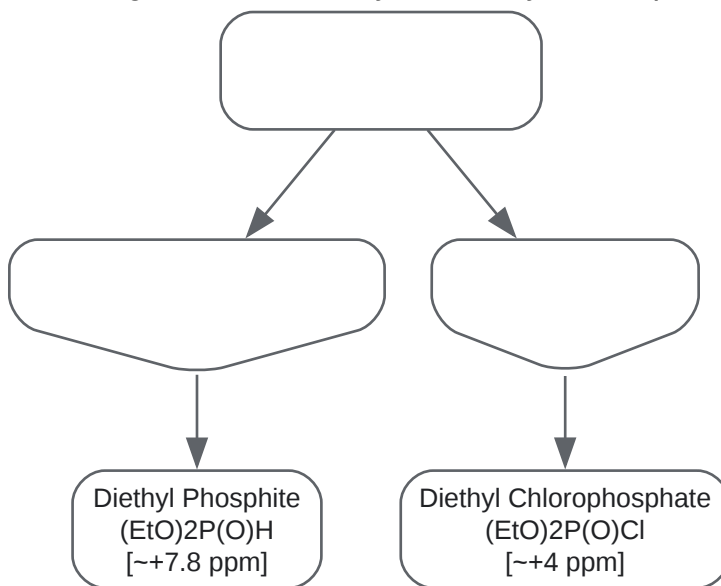 Diethyl Phosphite
(EtO)2P(O)H
[~+7.8 ppm]
Diethyl Chlorophosphate
(EtO)2P(O)Cl
[~+4 ppm]